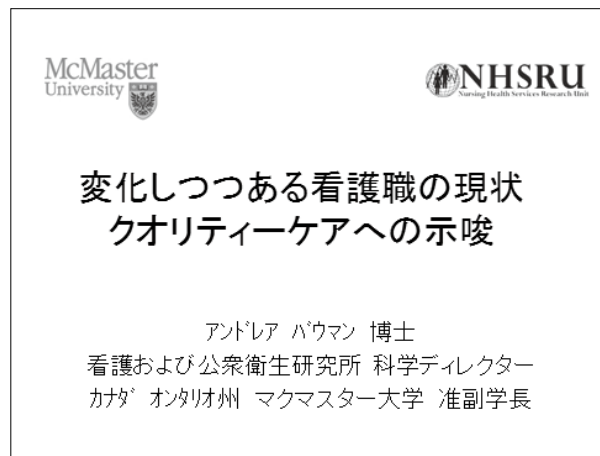 McMaster
University
NHSRU
Nursing Health Services Research Unit
変化しつつある看護職の現状
クオリティーケアへの示唆
ｱﾝﾄﾞﾚｱ ﾊﾞｳﾏﾝ 博士
看護および公衆衛生研究所 科学ディレクター
ｶﾅﾀﾞ ｵﾝﾀﾘｵ州 マクマスター大学 准副学長